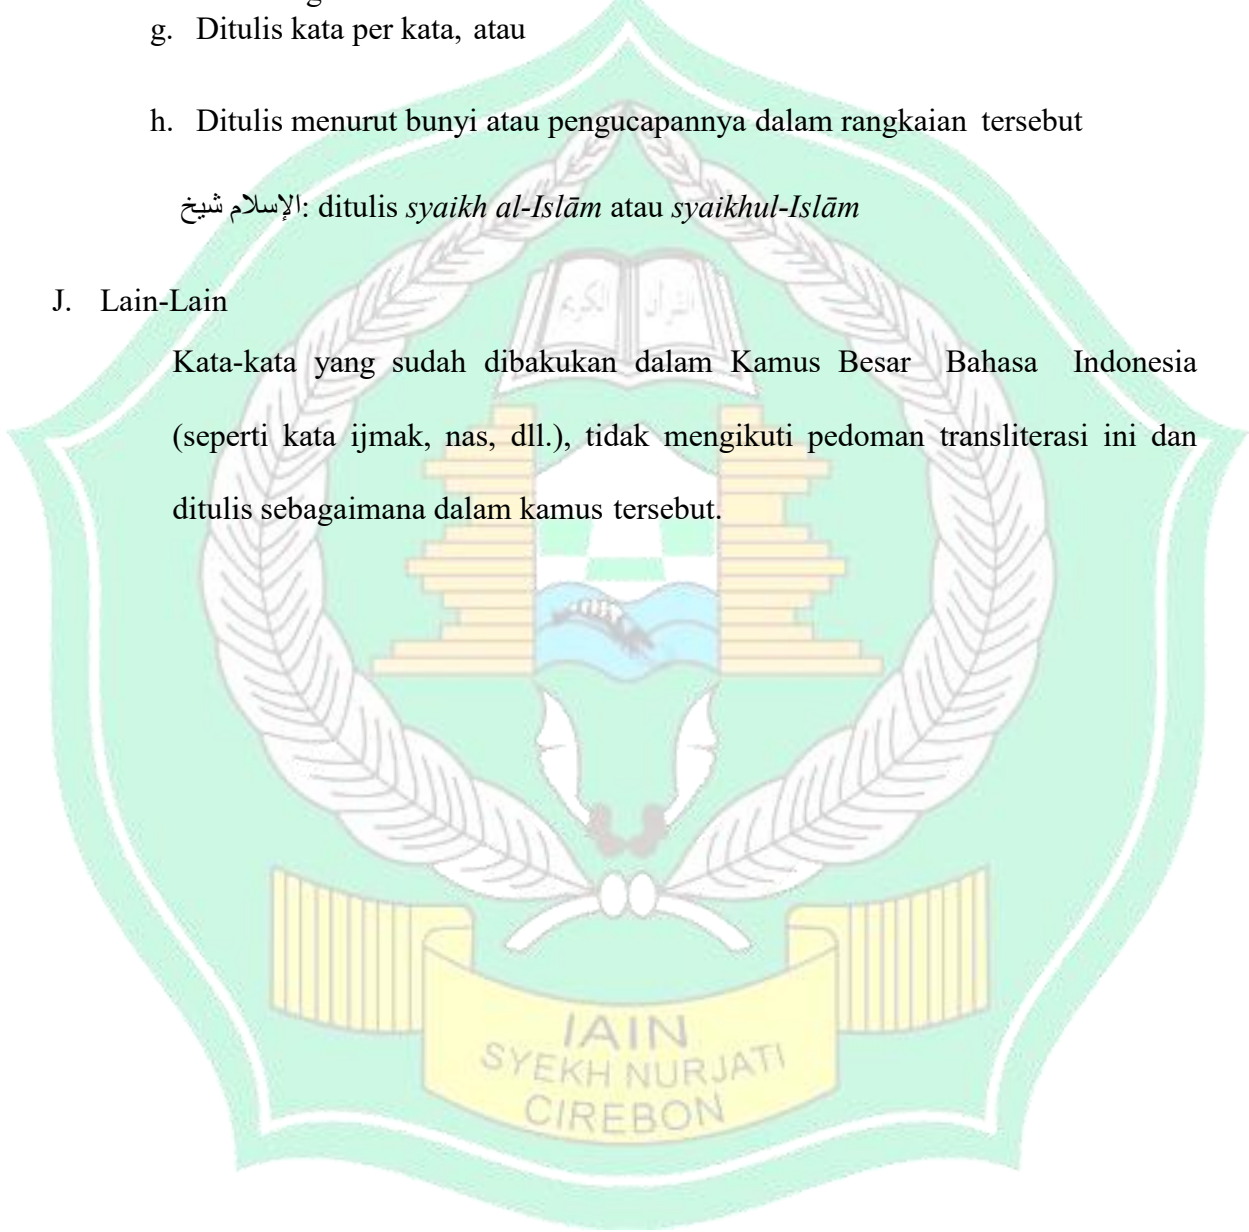 g. Ditulis kata per kata, atau
h. Ditulis menurut bunyi atau pengucapannya dalam rangkaian tersebut
الإسلام شيخ: ditulis syaikh al-Islām atau syaikhul-Islām
J. Lain-Lain
القرآن الكريم
Kata-kata yang sudah dibakukan dalam Kamus Besar Bahasa Indonesia
(seperti kata ijmak, nas, dll.), tidak mengikuti pedoman transliterasi ini dan
ditulis sebagaimana dalam kamus tersebut.
IAIN
SYEKH NURJATI
CIREBON